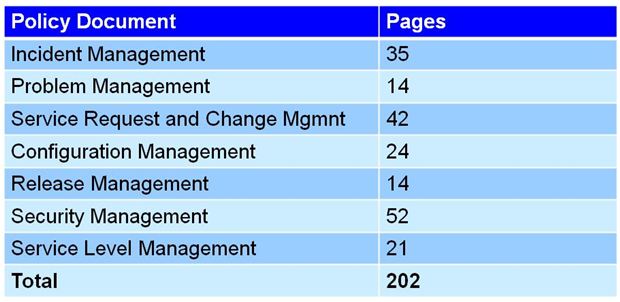 Policy Document Pages
Incident Management 35
Problem Management 14
Service Request and Change Mgmnt 42
Configuration Management 24
Release Management 14
Security Management 52
Service Level Management 21
Total 202